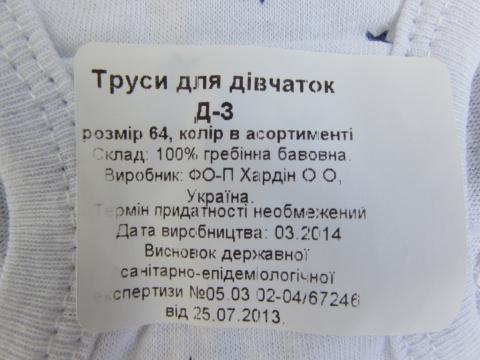 Труси для дівчаток
Д-3
розмір 64, колір в асортименті
Склад: 100% гребінна бавовна.
Виробник: ФО-П Хардін О О,
Україна.
Термін придатності необмежений
Дата виробництва: 03.2014
Висновок державної
санітарно-епідеміологічної
експертизи №05.03 02-04/67246
від 25.07.2013.